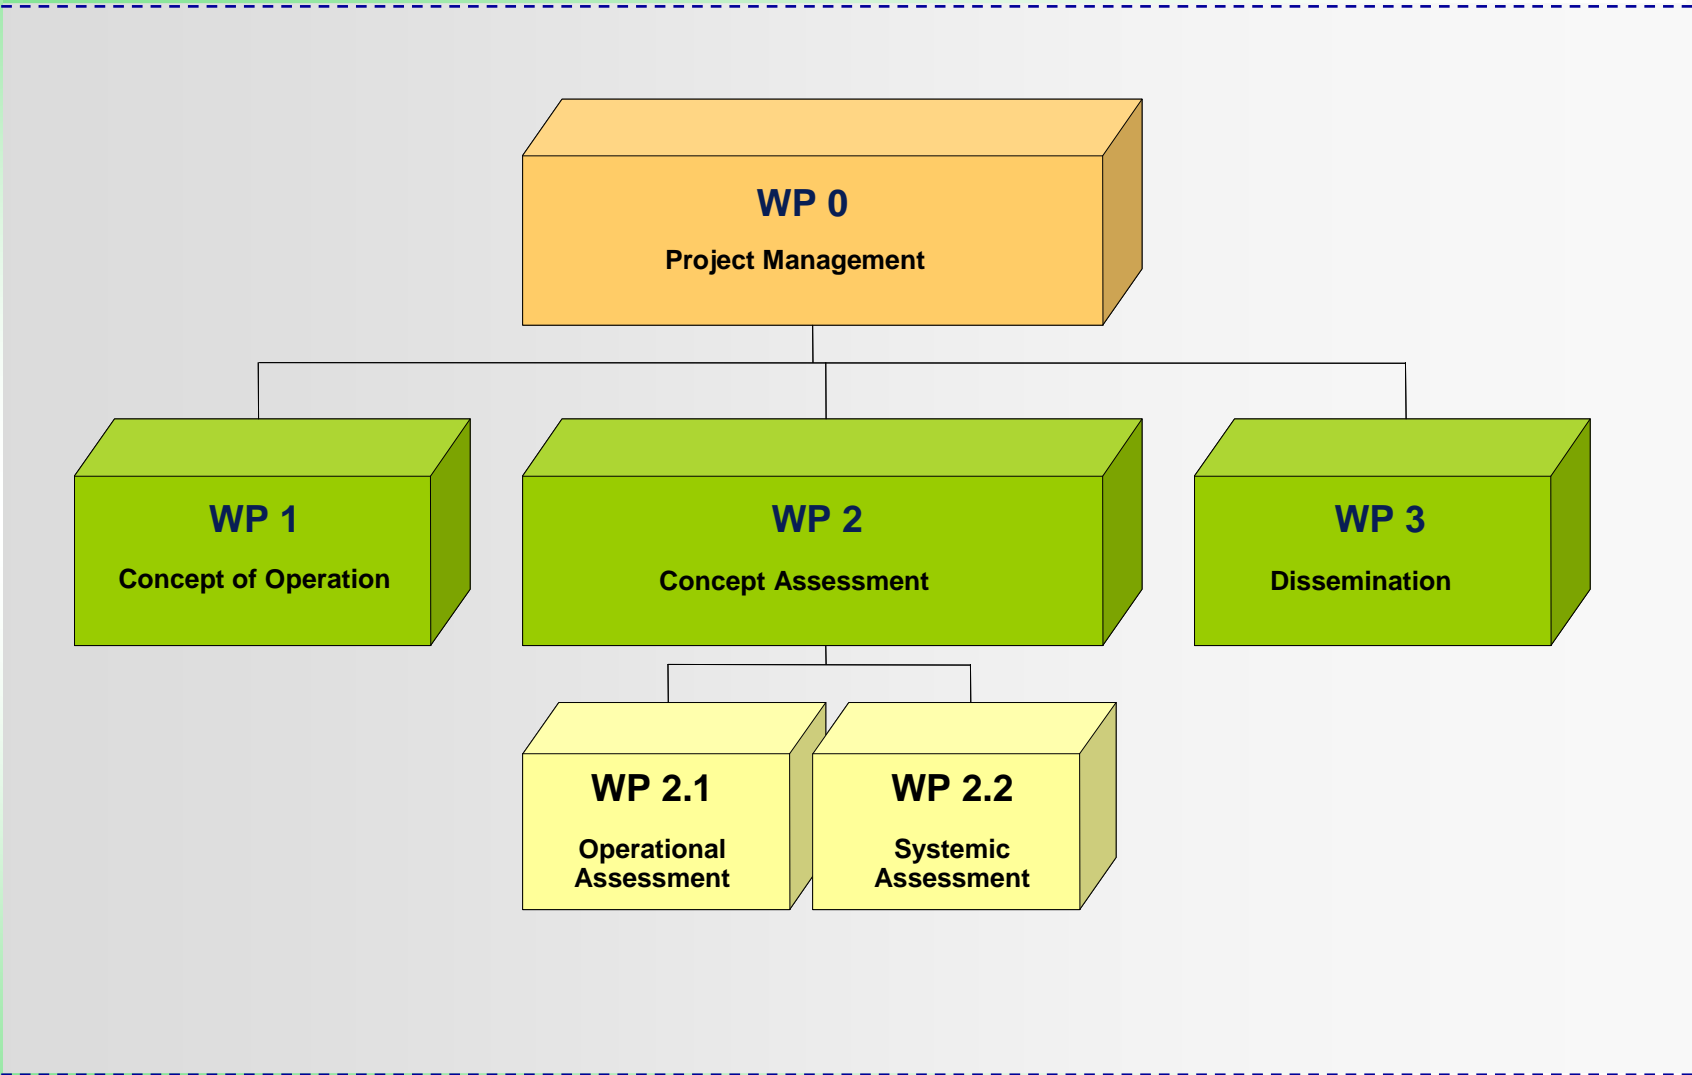 WP 0
Project Management
WP 1
Concept of Operation
WP 2
Concept Assessment
WP 3
Dissemination
WP 2.1
Operational
Assessment
WP 2.2
Systemic
Assessment